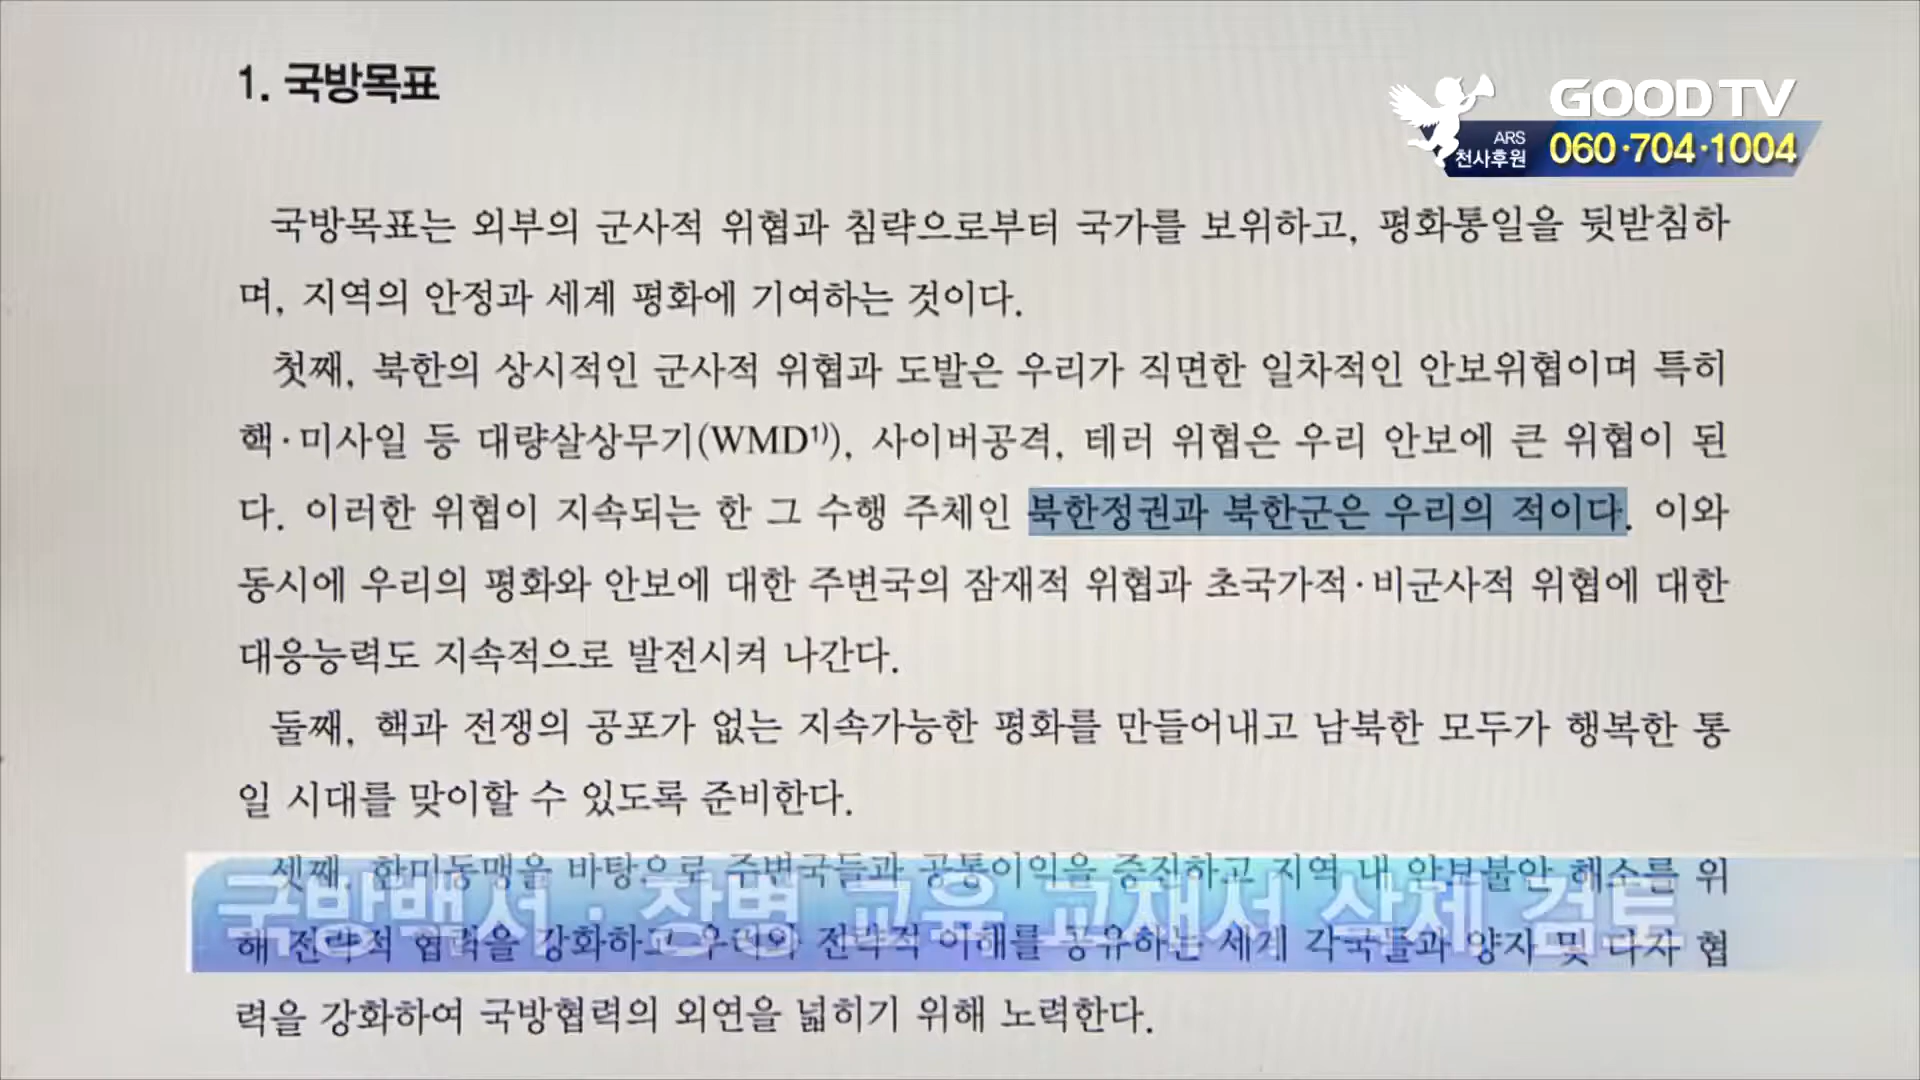 1. 국방목표
GOODTV
ARS
천사후원
060·704·1004
국방목표는 외부의 군사적 위협과 침략으로부터 국가를 보위하고, 평화통일을 뒷받침하
며, 지역의 안정과 세계 평화에 기여하는 것이다.
첫째, 북한의 상시적인 군사적 위협과 도발은 우리가 직면한 일차적인 안보위협이며 특히
핵·미사일 등 대량살상무기(WMD¹⁾), 사이버공격, 테러 위협은 우리 안보에 큰 위협이 된
다. 이러한 위협이 지속되는 한 그 수행 주체인 북한정권과 북한군은 우리의 적이다. 이와
동시에 우리의 평화와 안보에 대한 주변국의 잠재적 위협과 초국가적·비군사적 위협에 대한
대응능력도 지속적으로 발전시켜 나간다.
둘째, 핵과 전쟁의 공포가 없는 지속가능한 평화를 만들어내고 남북한 모두가 행복한 통
일 시대를 맞이할 수 있도록 준비한다.
셋째, 한미동맹을 바탕으로 주변국들과 공통이익을 증진하고 지역 내 안보불안 해소를 위
국방백서·장병 교육 교재서 삭제 검토
해 전략적 협력을 강화하고 우리와 전략적 이해를 공유하는 세계 각국들과 양자 및 다자 협
력을 강화하여 국방협력의 외연을 넓히기 위해 노력한다.